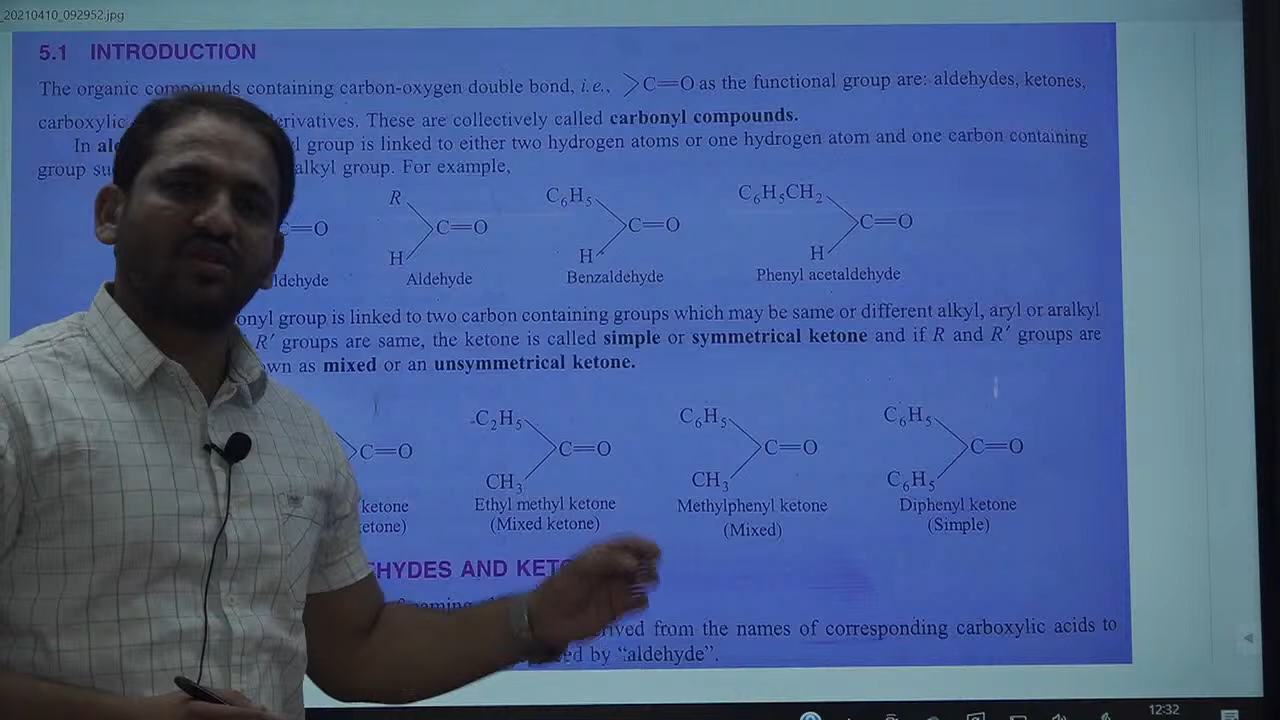 _20210410_092952.jpg
5.1 INTRODUCTION
The organic compounds containing carbon-oxygen double bond, i.e., >C=O as the functional group are: aldehydes, ketones,
carboxylic erivatives. These are collectively called carbonyl compounds.
In l group is linked to either two hydrogen atoms or one hydrogen atom and one carbon containing
group alkyl group. For example,
R C6H5 C6H5CH2
C=O C=O C=O C=O
H H H
ldehyde Aldehyde Benzaldehyde Phenyl acetaldehyde
onyl group is linked to two carbon containing groups which may be same or different alkyl, aryl or aralkyl
R′ groups are same, the ketone is called simple or symmetrical ketone and if R and R′ groups are
wn as mixed or an unsymmetrical ketone.
C2H5 C6H5 C6H5
C=O C=O C=O C=O
CH3 CH3 C6H5
ketone Ethyl methyl ketone Methylphenyl ketone Diphenyl ketone
etone) (Mixed ketone) (Mixed) (Simple)
HYDES AND KETO
naming
rived from the names of corresponding carboxylic acids to
ed by “aldehyde”.
12:32